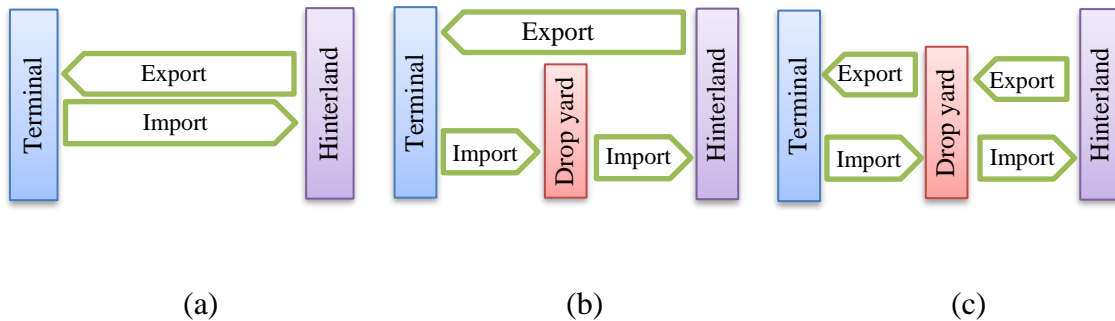 Terminal
Export
Import
Hinterland
(a)
Terminal
Export
Drop yard
Import
Import
Hinterland
(b)
Terminal
Export
Import
Drop yard
Export
Import
Hinterland
(c)